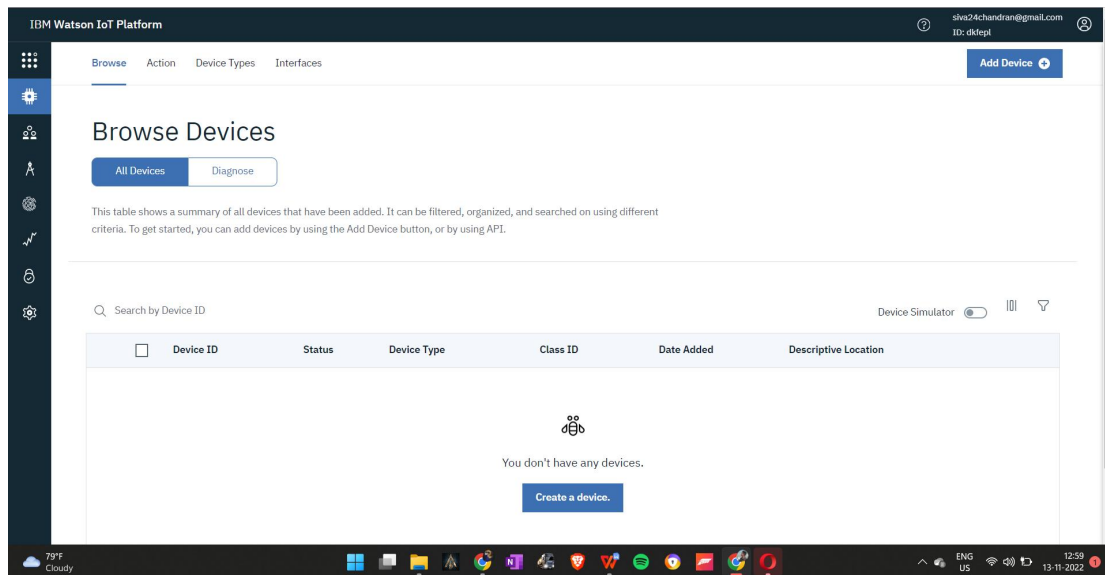 IBM Watson IoT Platform
siva24chandran@gmail.com
ID: dkfepl
Browse Action Device Types Interfaces
Add Device
Browse Devices
All Devices Diagnose
This table shows a summary of all devices that have been added. It can be filtered, organized, and searched on using different
criteria. To get started, you can add devices by using the Add Device button, or by using API.
Search by Device ID
Device Simulator
Device ID Status Device Type Class ID Date Added Descriptive Location
You don't have any devices.
Create a device.
79°F
Cloudy
ENG
US
12:59
13-11-2022
1